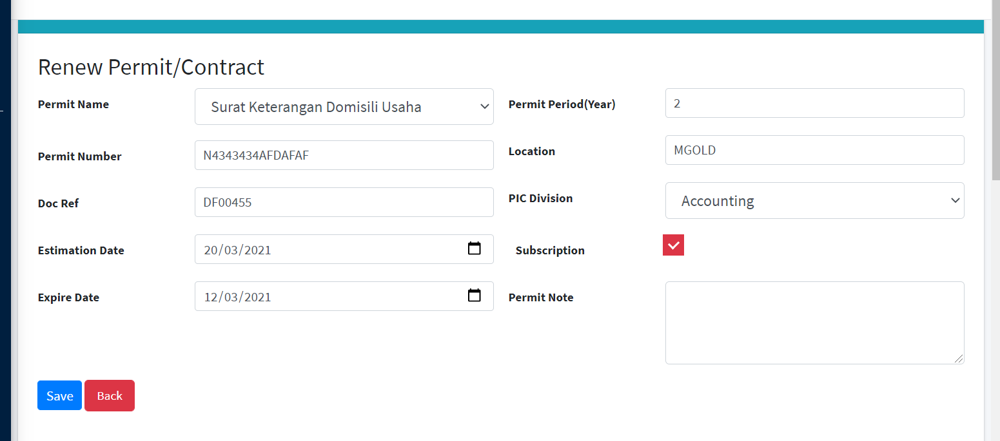 Renew Permit/Contract
Permit Name
Surat Keterangan Domisili Usaha
Permit Number
N4343434AFDAFAF
Doc Ref
DF00455
Estimation Date
20/03/2021
Expire Date
12/03/2021
Permit Period(Year)
2
Location
MGOLD
PIC Division
Accounting
Subscription
Permit Note
Save
Back